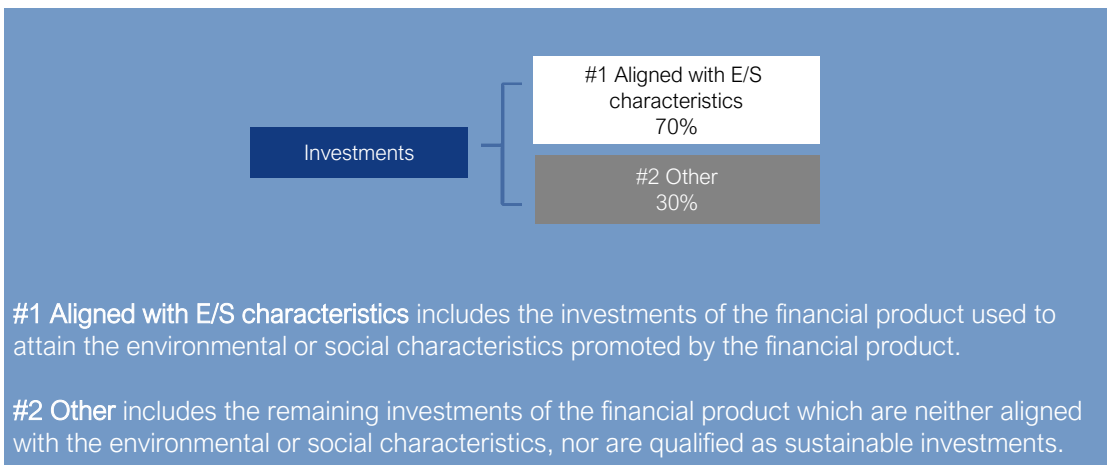 #1 Aligned with E/S
characteristics
70%
Investments
#2 Other
30%
#1 Aligned with E/S characteristics includes the investments of the financial product used to
attain the environmental or social characteristics promoted by the financial product.
#2 Other includes the remaining investments of the financial product which are neither aligned
with the environmental or social characteristics, nor are qualified as sustainable investments.